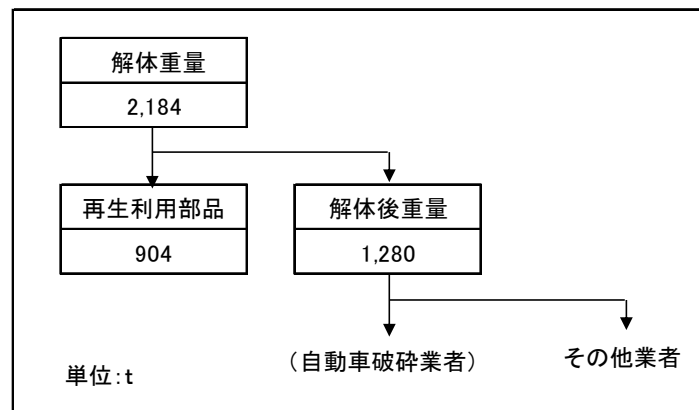 解体重量
2,184
再生利用部品
904
解体後重量
1,280
（自動車破砕業者）
その他業者
単位：t